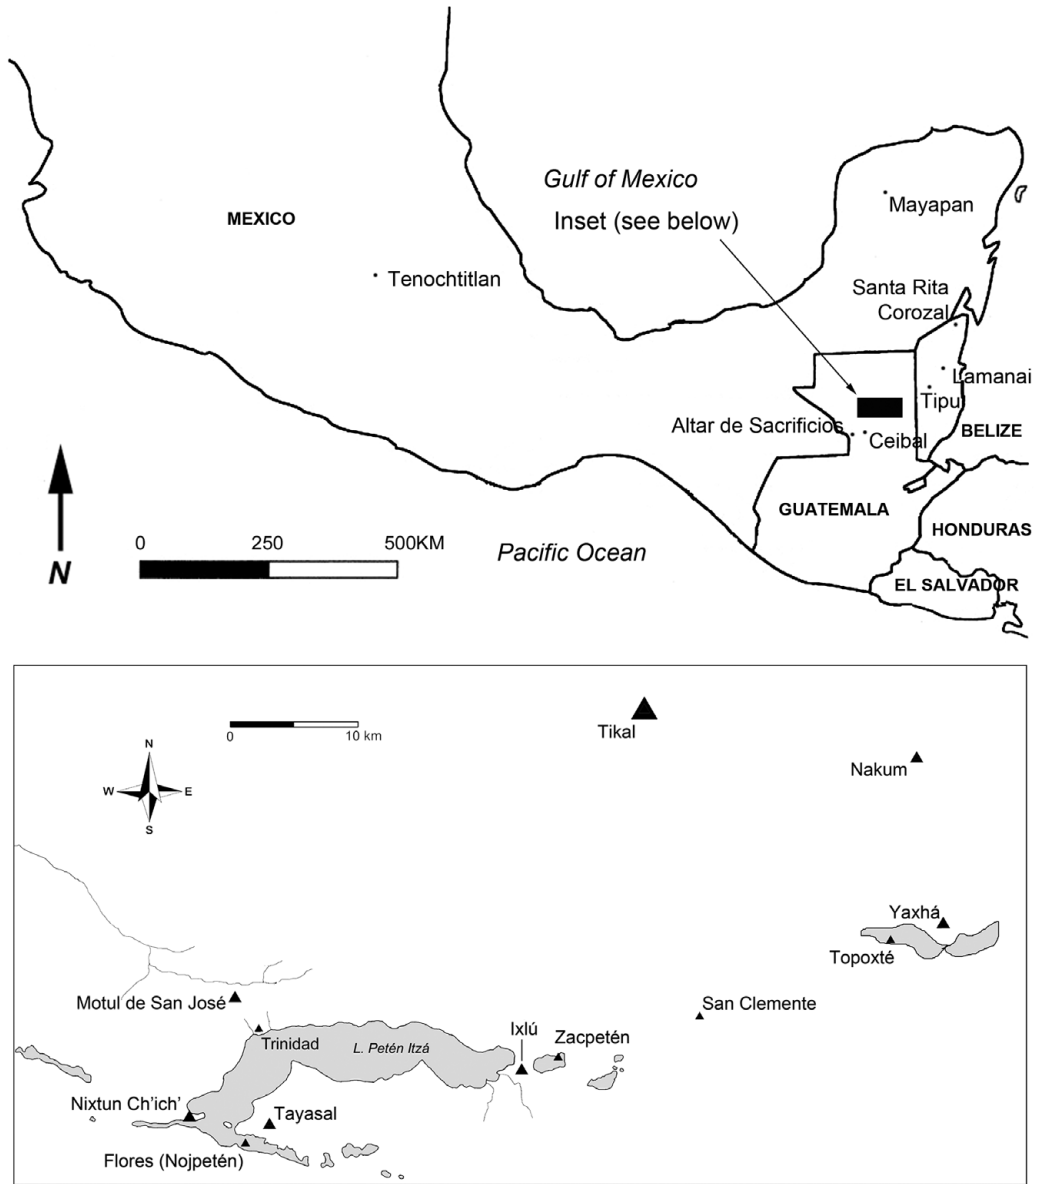 Gulf of Mexico
Inset (see below)
MEXICO
Mayapan
Tenochtitlan
Santa Rita
Corozal
Lamanai
Tipu
Altar de Sacrificios
Ceibal
BELIZE
GUATEMALA
HONDURAS
EL SALVADOR
Pacific Ocean
0 250 500KM
N
Tikal
0 10 km
N
W E
S
Nakum
Yaxhá
Topoxté
Motul de San José
San Clemente
Trinidad
L. Petén Itzá
Ixlú
Zacpetén
Nixtun Ch'ich'
Tayasal
Flores (Nojpetén)